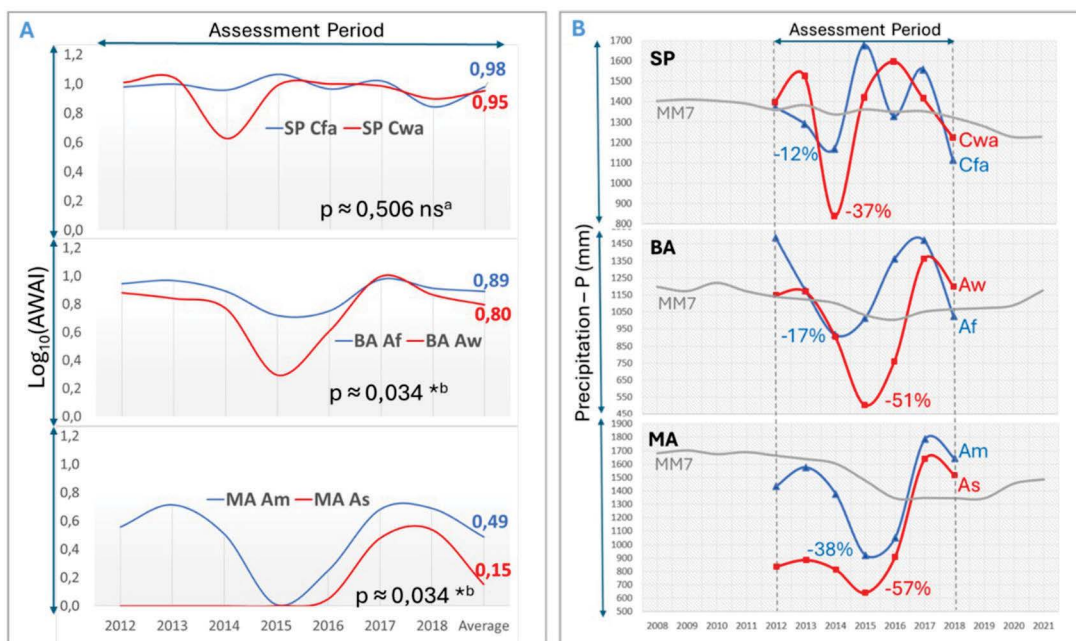 A
Assessment Period
Log10(AWAI)
1,2
1,0
0,8
0,6
0,4
0,2
0,0
0,98
0,95
SP Cfa
SP Cwa
p ≈ 0,506 nsᵃ
1,2
1,0
0,8
0,6
0,4
0,2
0,0
0,89
0,80
BA Af
BA Aw
p ≈ 0,034 *ᵇ
1,2
1,0
0,8
0,6
0,4
0,2
0,0
MA Am
MA As
0,49
0,15
p ≈ 0,034 *ᵇ
2012 2013 2014 2015 2016 2017 2018 Average
B
Assessment Period
Precipitation – P (mm)
1700
1600
1500
1400
1300
1200
1100
1000
900
800
SP
MM7
-12%
-37%
Cwa
Cfa
1450
1350
1250
1150
1050
950
850
750
650
550
450
BA
MM7
-17%
-51%
Aw
Af
1900
1800
1700
1600
1500
1400
1300
1200
1100
1000
900
800
700
600
500
MA
MM7
-38%
-57%
Am
As
2008 2009 2010 2011 2012 2013 2014 2015 2016 2017 2018 2019 2020 2021